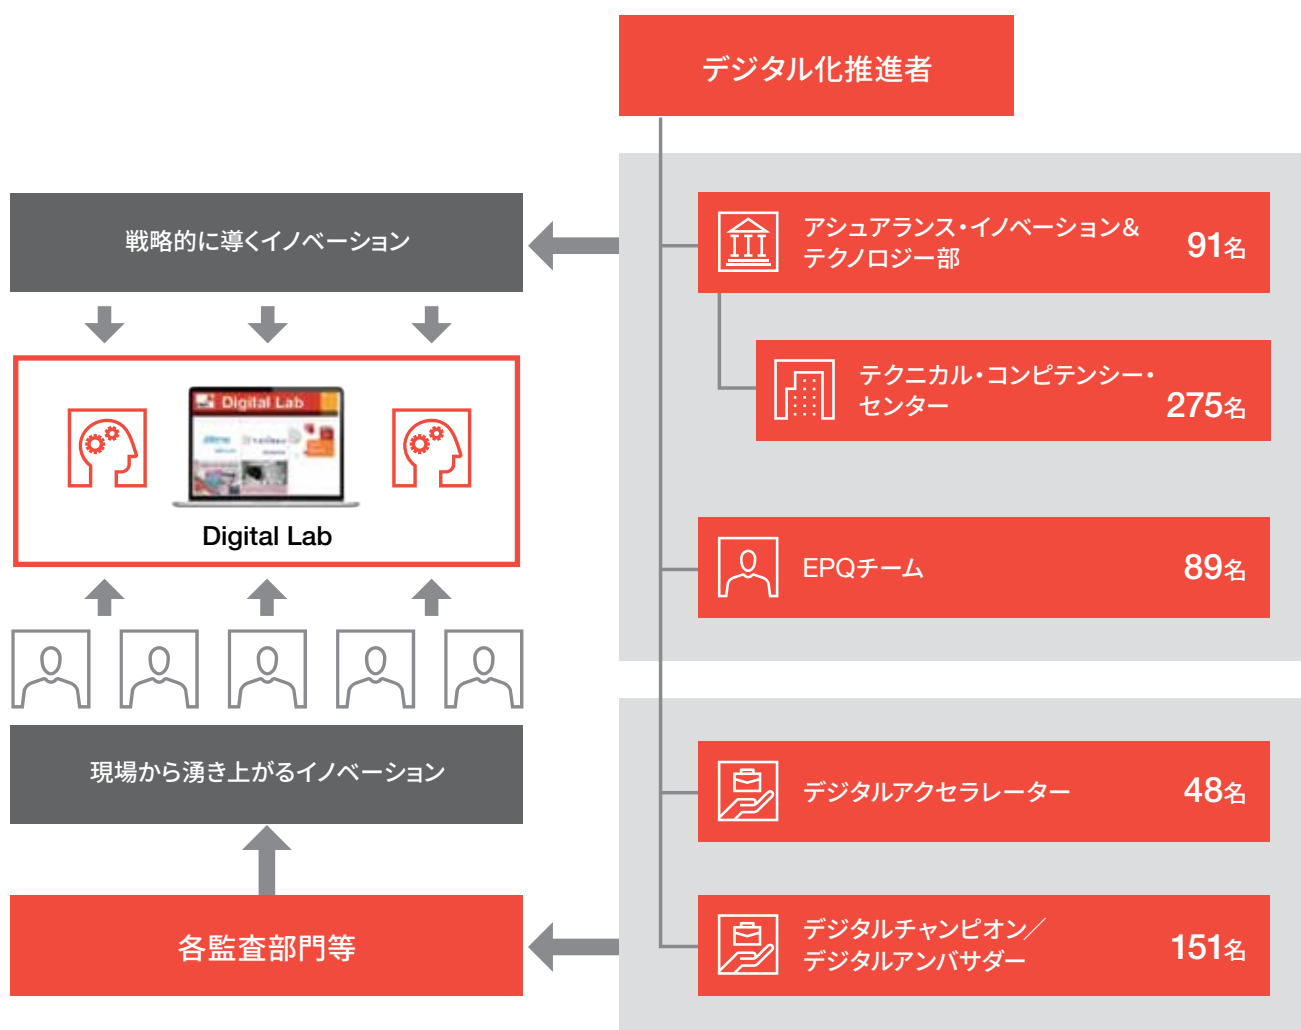 デジタル化推進者
戦略的に導くイノベーション
アシュアランス・イノベーション&
テクノロジー部
91名
テクニカル・コンピテンシー・
センター
275名
Digital Lab
Digital Lab
EPQチーム
89名
現場から湧き上がるイノベーション
デジタルアクセラレーター
48名
各監査部門等
デジタルチャンピオン／
デジタルアンバサダー
151名